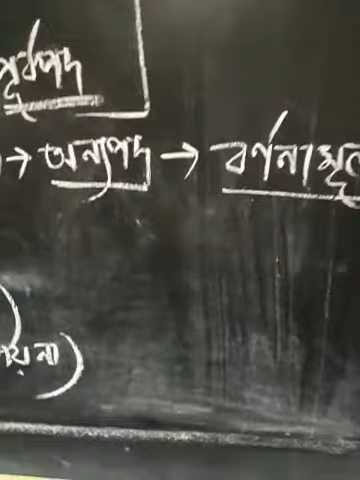 পূর্বপদ
→ অন্যপদ → বর্ণনামূল